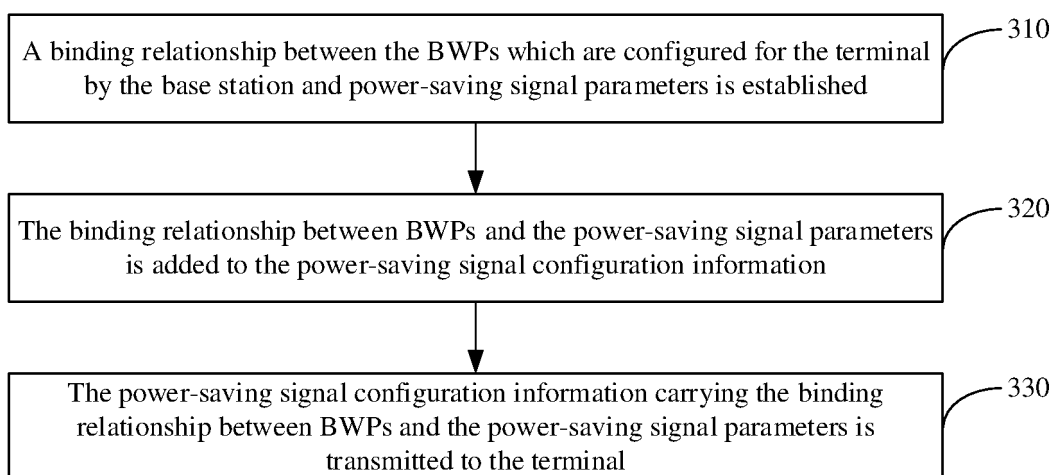 A binding relationship between the BWPs which are configured for the terminal
by the base station and power-saving signal parameters is established
310
The binding relationship between BWPs and the power-saving signal parameters
is added to the power-saving signal configuration information
320
The power-saving signal configuration information carrying the binding
relationship between BWPs and the power-saving signal parameters is
transmitted to the terminal
330